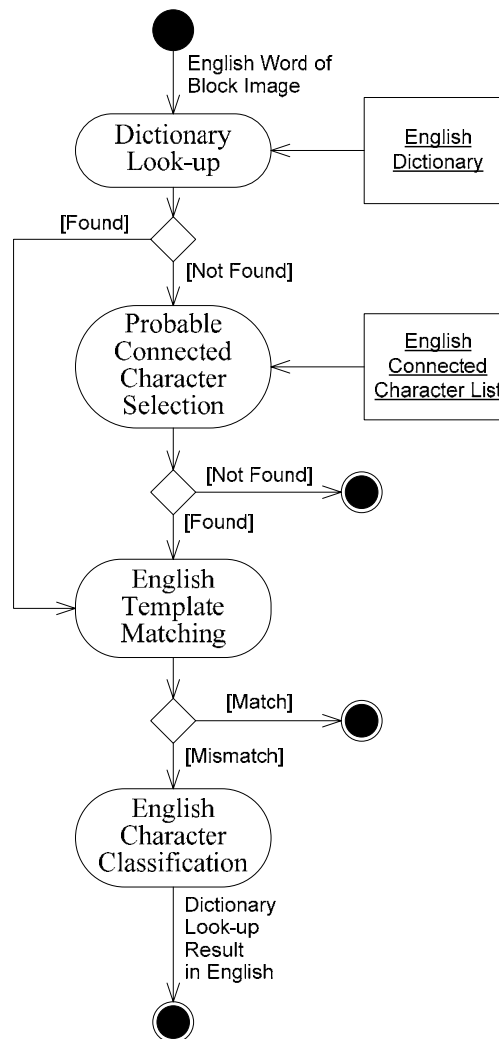 English Word of
Block Image
Dictionary
Look-up
English
Dictionary
[Found]
[Not Found]
Probable
Connected
Character
Selection
English
Connected
Character List
[Not Found]
[Found]
English
Template
Matching
[Match]
[Mismatch]
English
Character
Classification
Dictionary
Look-up
Result
in English